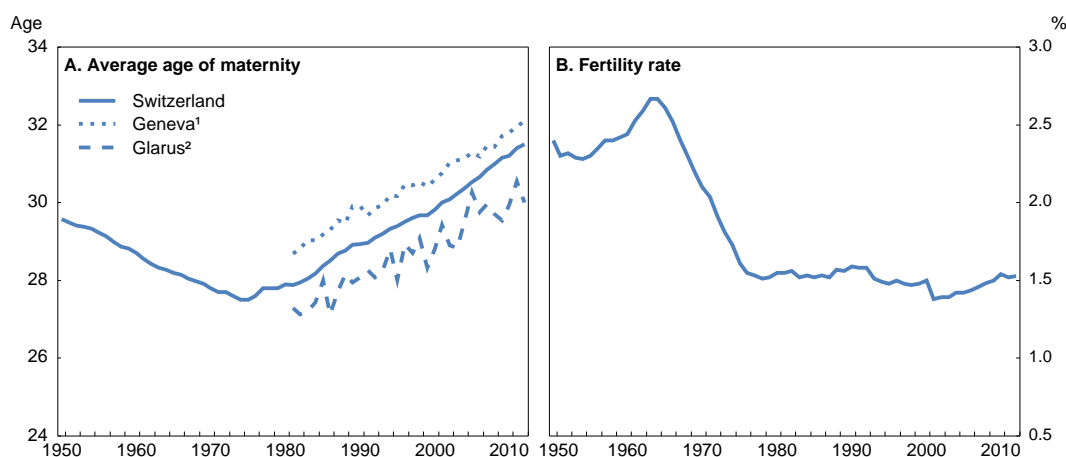 Age
%
34
32
30
28
26
24
A. Average age of maternity
Switzerland
Geneva¹
Glarus²
1950 1960 1970 1980 1990 2000 2010
B. Fertility rate
3.0
2.5
2.0
1.5
1.0
0.5
1950 1960 1970 1980 1990 2000 2010